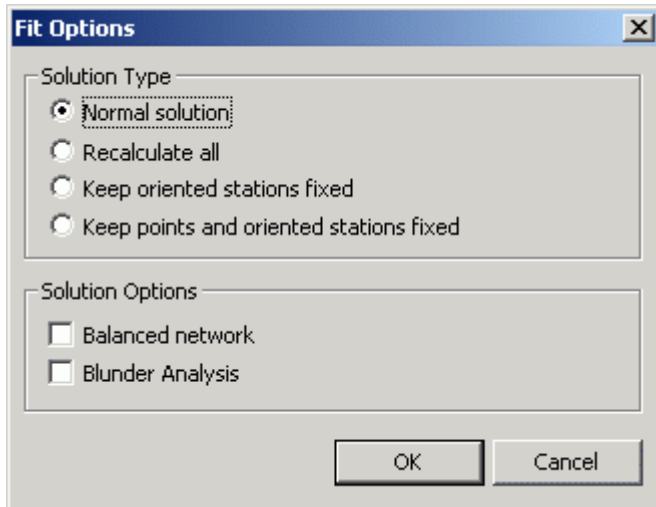 Fit Options
Solution Type
Normal solution
Recalculate all
Keep oriented stations fixed
Keep points and oriented stations fixed
Solution Options
Balanced network
Blunder Analysis
OK Cancel